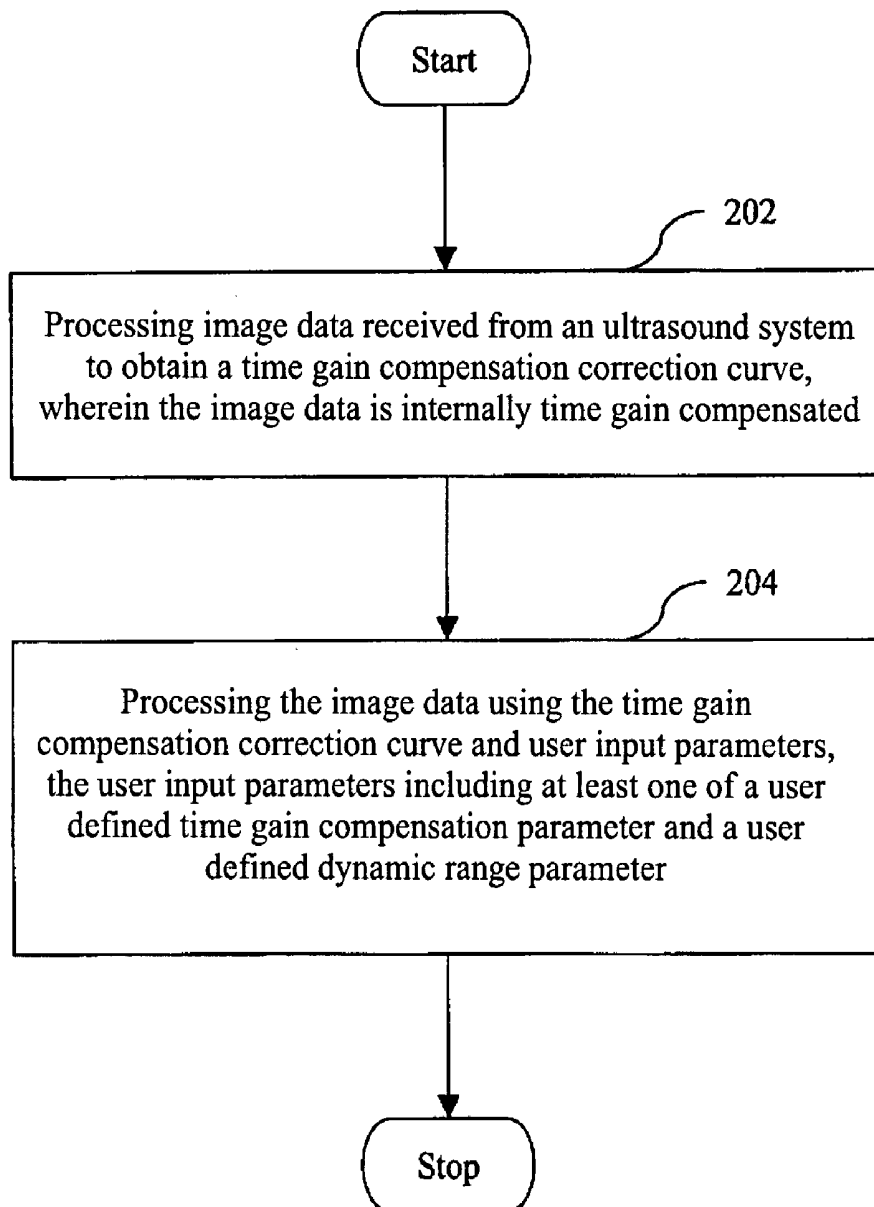 Start
202
Processing image data received from an ultrasound system
to obtain a time gain compensation correction curve,
wherein the image data is internally time gain compensated
204
Processing the image data using the time gain
compensation correction curve and user input parameters,
the user input parameters including at least one of a user
defined time gain compensation parameter and a user
defined dynamic range parameter
Stop